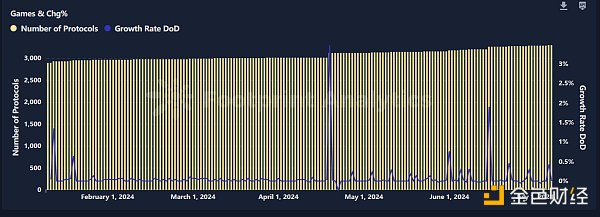 Games & Chg%
Number of Protocols
Growth Rate DoD
3,000
2,500
2,000
1,500
1,000
500
0
Number of Protocols
3%
2.5%
2%
1.5%
1%
0.5%
0%
Growth Rate DoD
February 1, 2024
March 1, 2024
April 1, 2024
May 1, 2024
June 1, 2024
Footprint Analytics
金色财经